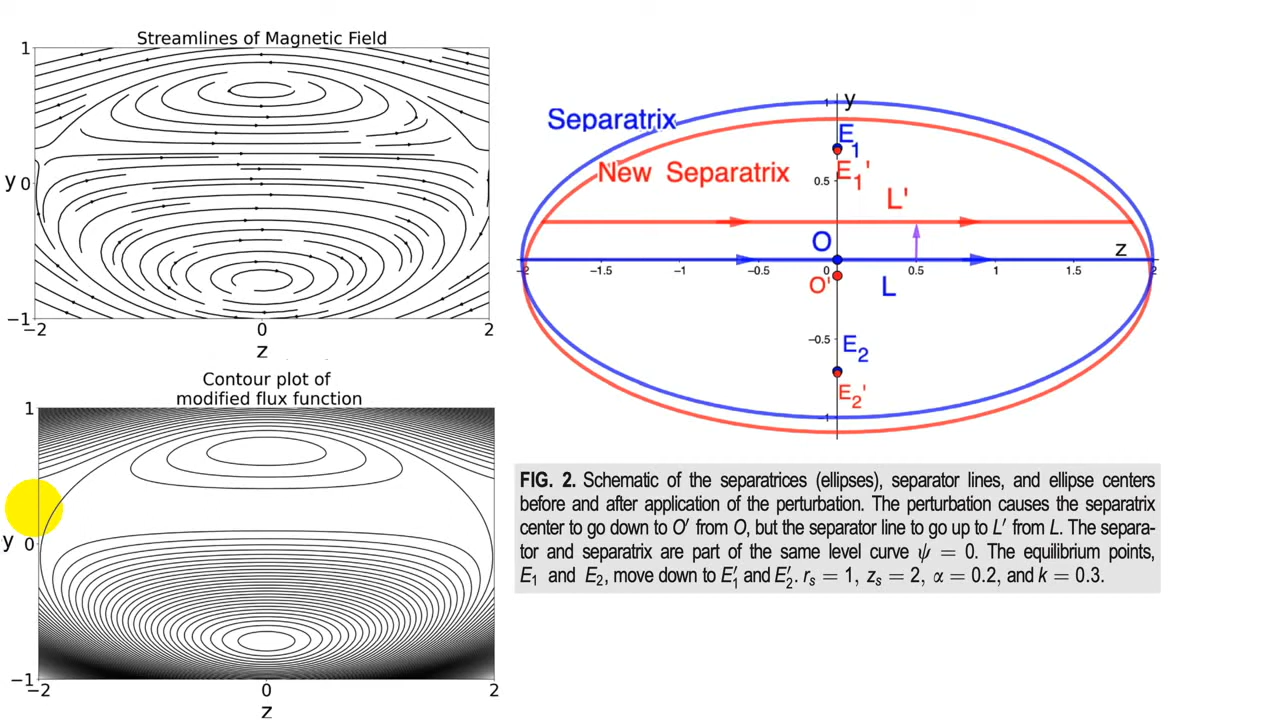 Streamlines of Magnetic Field
1
y 0
−1
−2
0
2
z
Contour plot of
modified flux function
1
y 0
−1
−2
0
2
z
Separatrix
New Separatrix
1
y
E1
E1'
0.5
L'
O
z
-2
−1.5
−1
−0.5
0
0.5
1
1.5
2
O'
L
−0.5
E2
E2'
−1
FIG. 2. Schematic of the separatrices (ellipses), separator lines, and ellipse centers
before and after application of the perturbation. The perturbation causes the separatrix
center to go down to O′ from O, but the separator line to go up to L′ from L. The separa-
tor and separatrix are part of the same level curve ψ = 0. The equilibrium points,
E1 and E2, move down to E′1 and E′2. rs = 1, zs = 2, α = 0.2, and k = 0.3.